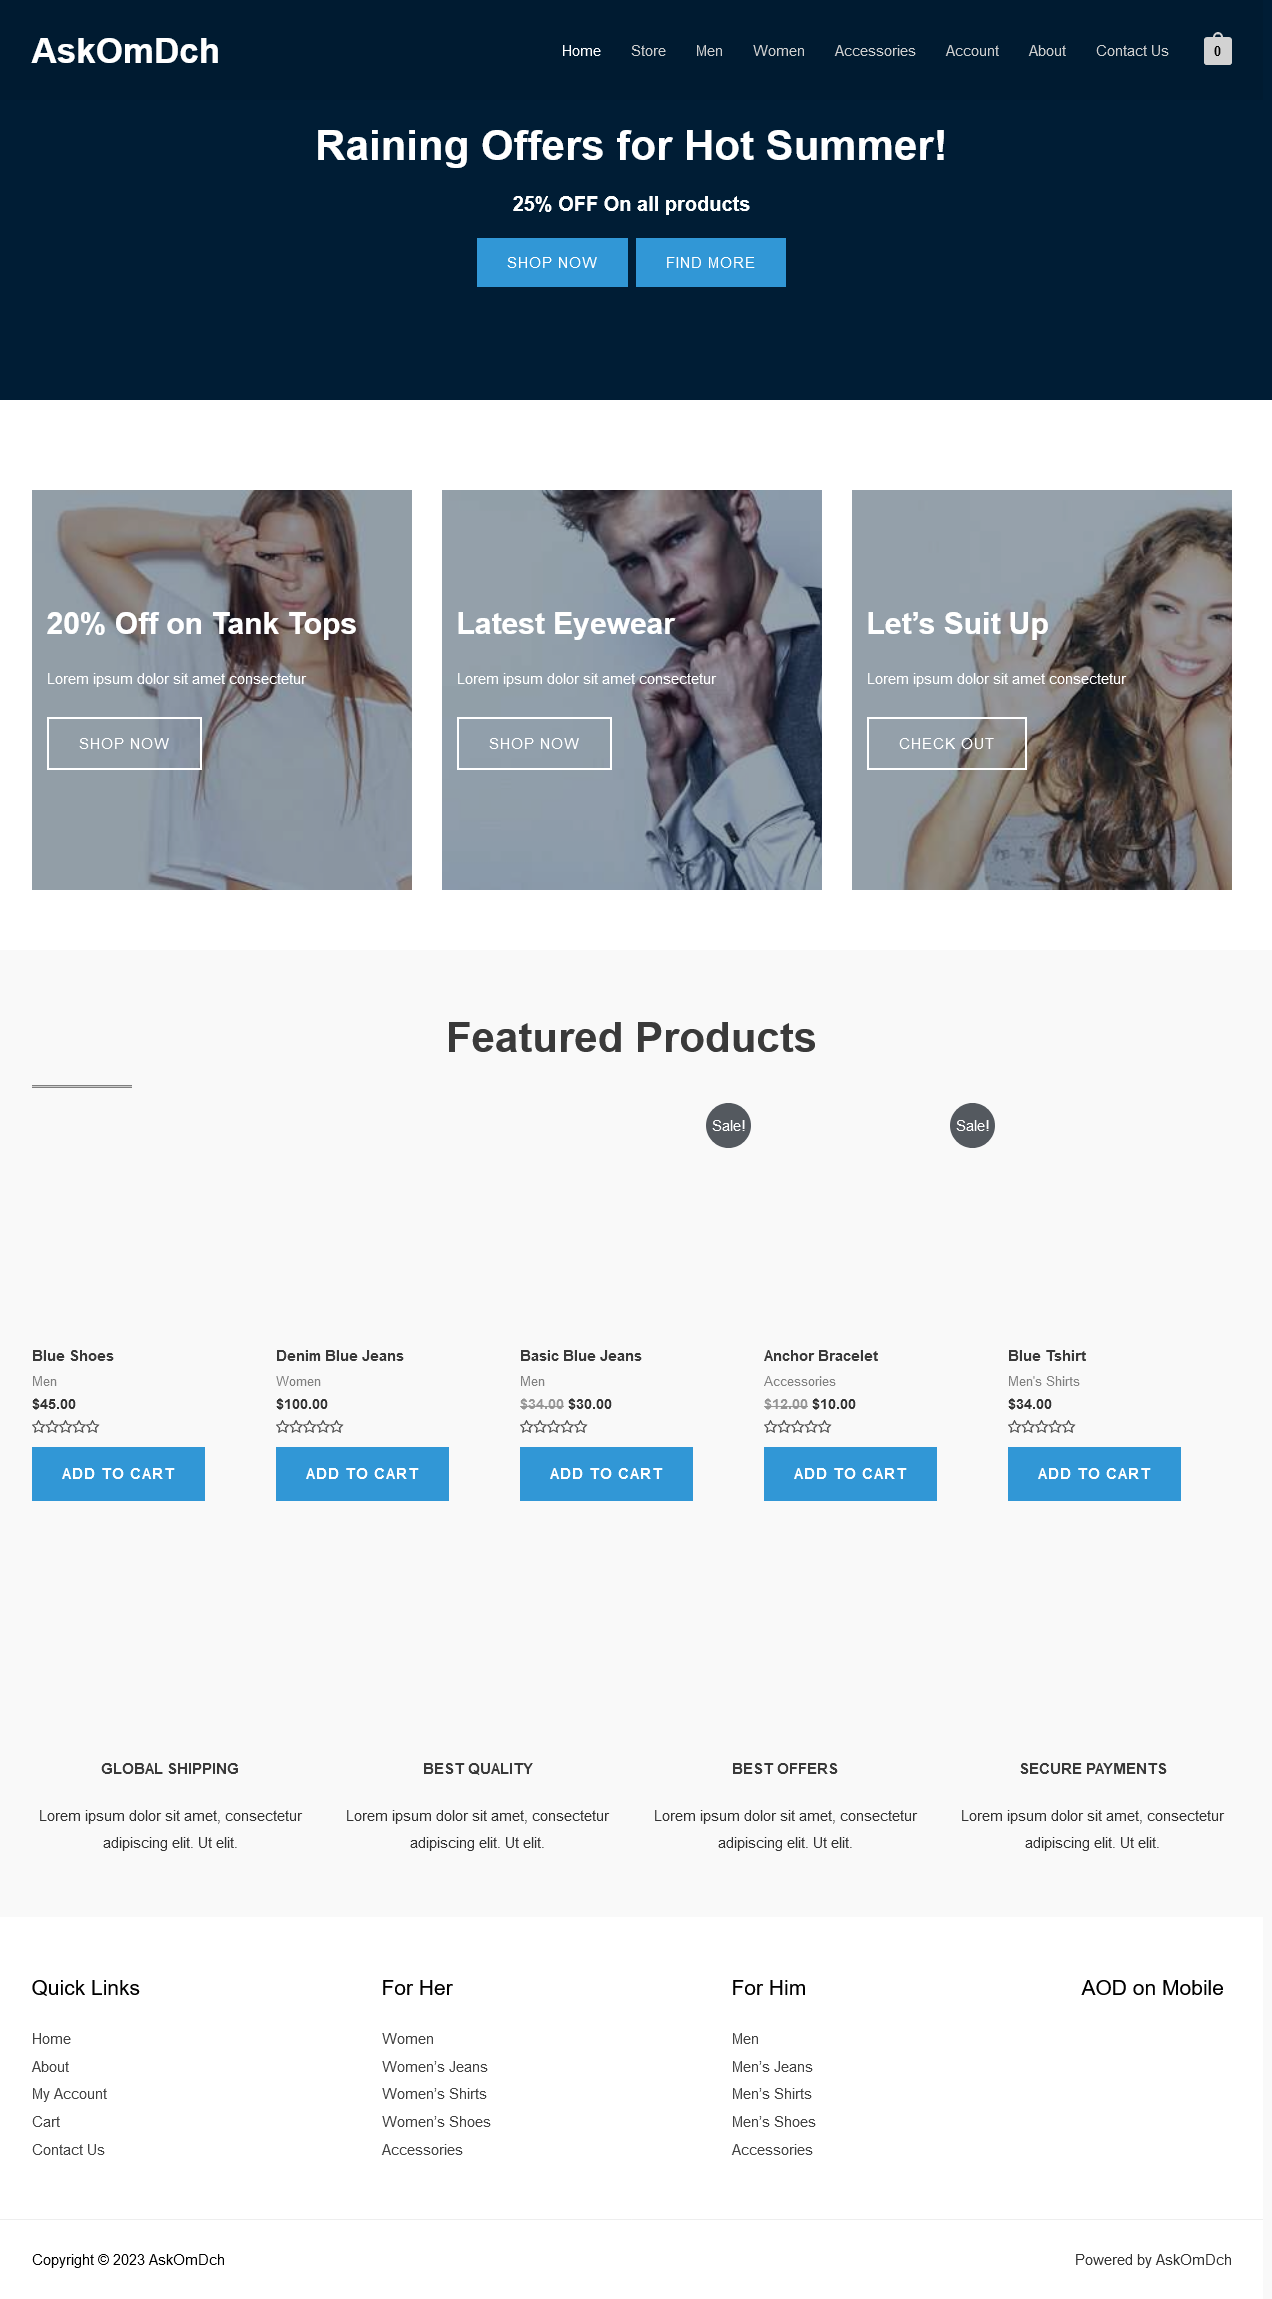 AskOmDch
Home Store Men Women Accessories Account About Contact Us 0
Raining Offers for Hot Summer!
25% OFF On all products
SHOP NOW FIND MORE
20% Off on Tank Tops
Lorem ipsum dolor sit amet consectetur
SHOP NOW
Latest Eyewear
Lorem ipsum dolor sit amet consectetur
SHOP NOW
Let’s Suit Up
Lorem ipsum dolor sit amet consectetur
CHECK OUT
Featured Products
Blue Shoes
Men
$45.00
ADD TO CART
Denim Blue Jeans
Women
$100.00
ADD TO CART
Sale!
Basic Blue Jeans
Men
$34.00 $30.00
ADD TO CART
Sale!
Anchor Bracelet
Accessories
$12.00 $10.00
ADD TO CART
Blue Tshirt
Men's Shirts
$34.00
ADD TO CART
GLOBAL SHIPPING
Lorem ipsum dolor sit amet, consectetur
adipiscing elit. Ut elit.
BEST QUALITY
Lorem ipsum dolor sit amet, consectetur
adipiscing elit. Ut elit.
BEST OFFERS
Lorem ipsum dolor sit amet, consectetur
adipiscing elit. Ut elit.
SECURE PAYMENTS
Lorem ipsum dolor sit amet, consectetur
adipiscing elit. Ut elit.
Quick Links
Home
About
My Account
Cart
Contact Us
For Her
Women
Women’s Jeans
Women’s Shirts
Women’s Shoes
Accessories
For Him
Men
Men’s Jeans
Men’s Shirts
Men’s Shoes
Accessories
AOD on Mobile
Copyright © 2023 AskOmDch
Powered by AskOmDch